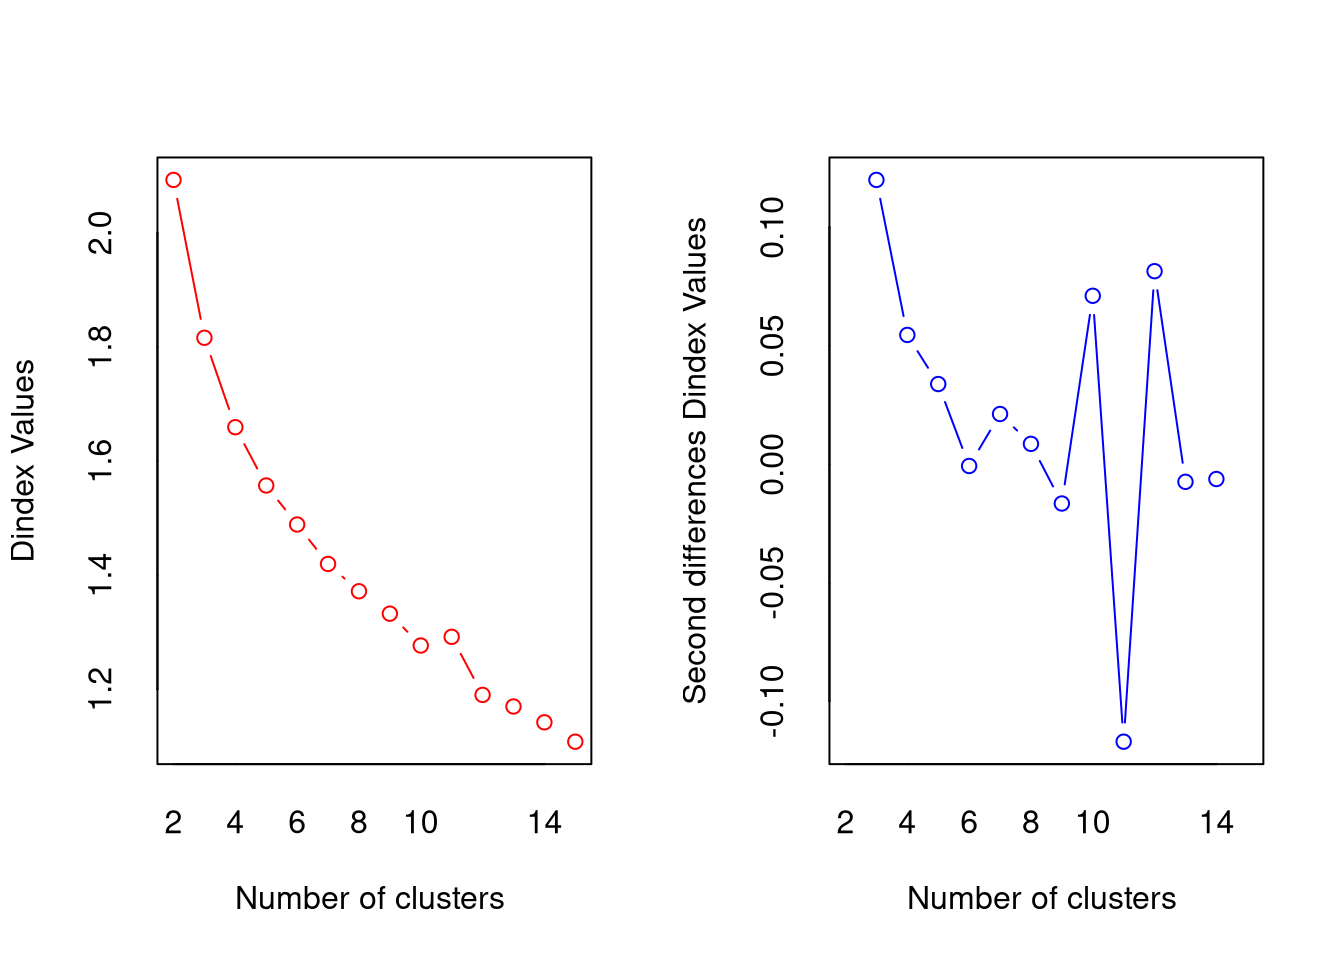 Dindex Values
2.0
1.8
1.6
1.4
1.2
2 4 6 8 10 14
Number of clusters
Second differences Dindex Values
0.10
0.05
0.00
-0.05
-0.10
2 4 6 8 10 14
Number of clusters